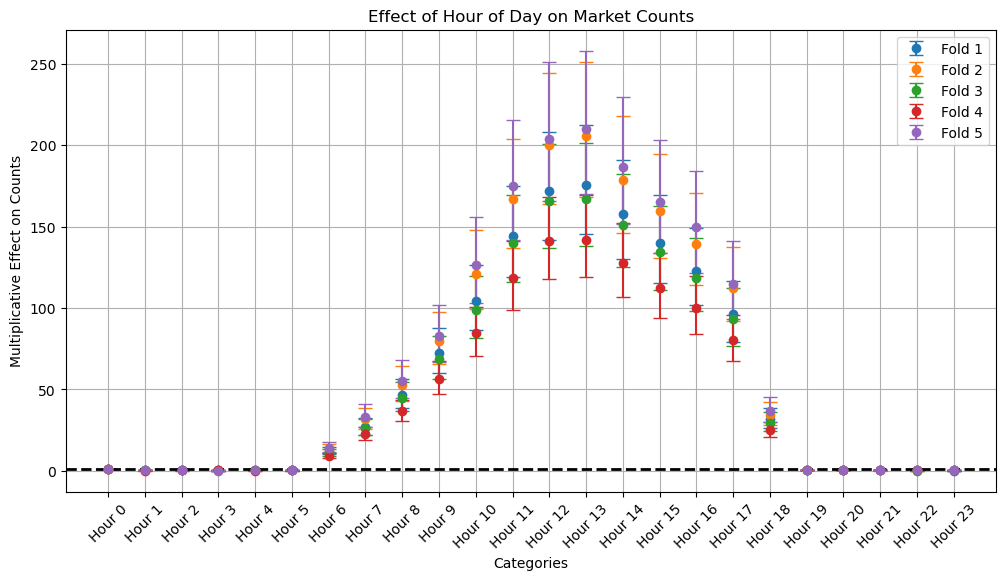 Effect of Hour of Day on Market Counts
Multiplicative Effect on Counts
250
200
150
100
50
0
Fold 1
Fold 2
Fold 3
Fold 4
Fold 5
Hour 0
Hour 1
Hour 2
Hour 3
Hour 4
Hour 5
Hour 6
Hour 7
Hour 8
Hour 9
Hour 10
Hour 11
Hour 12
Hour 13
Hour 14
Hour 15
Hour 16
Hour 17
Hour 18
Hour 19
Hour 20
Hour 21
Hour 22
Hour 23
Categories